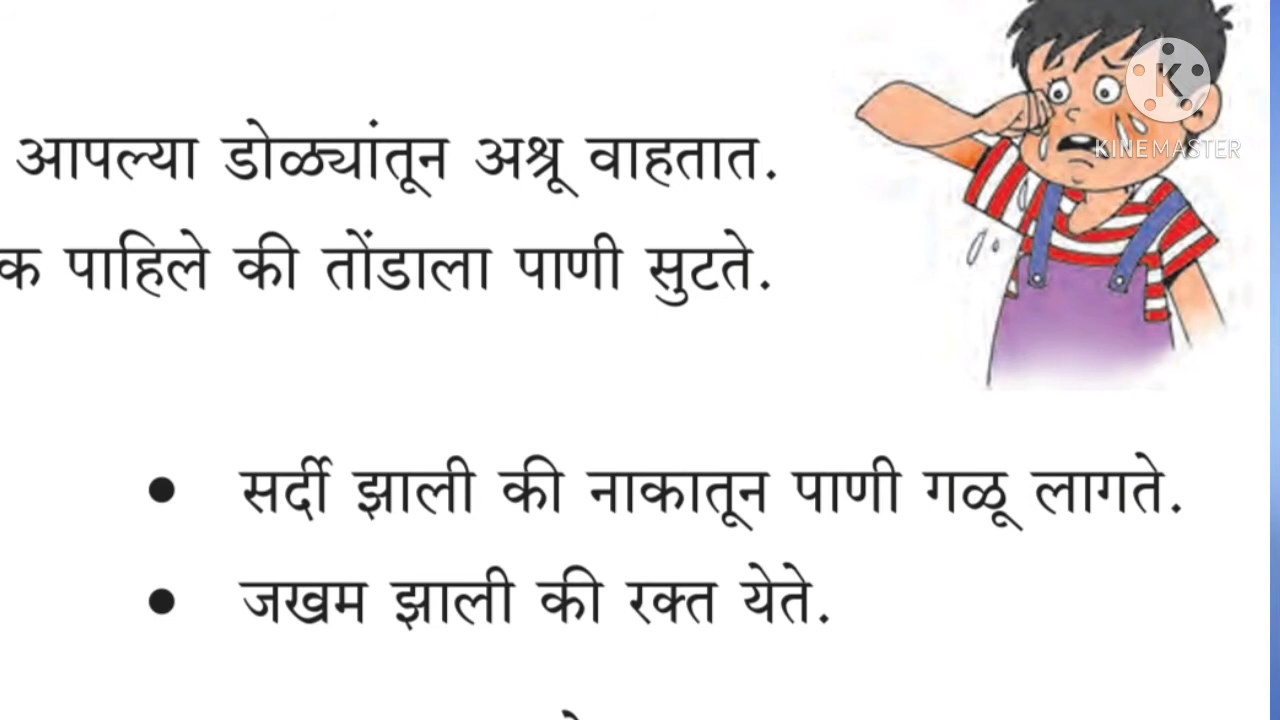 आपल्या डोळ्यांतून अश्रू वाहतात.
क पाहिले की तोंडाला पाणी सुटते.
• सर्दी झाली की नाकातून पाणी गळू लागते.
• जखम झाली की रक्त येते.
K
KINEMASTER